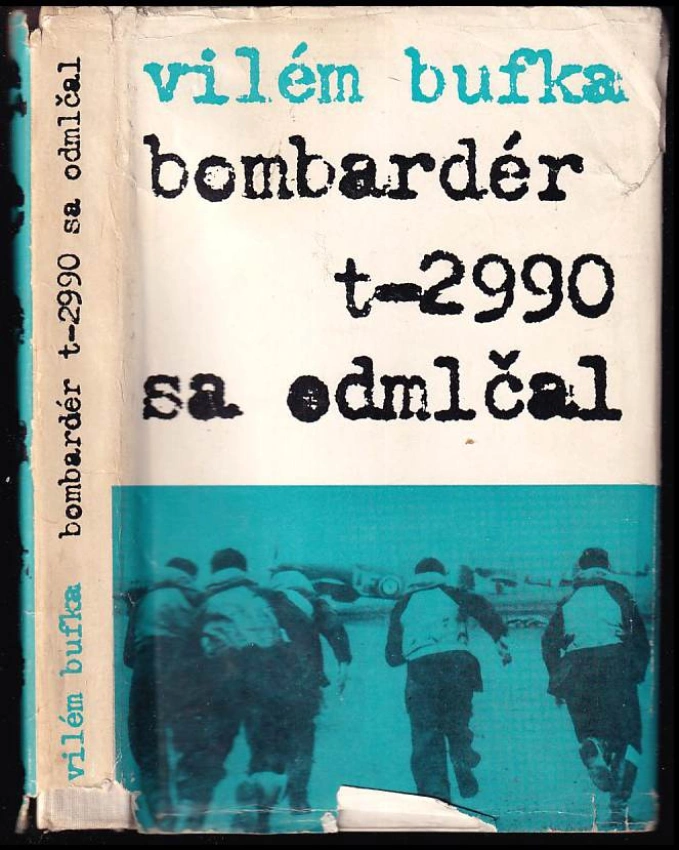 vilém bufka
bombardér
t-2990
sa odmlčal
vilém bufka bombardér t-2990 sa odmlčal